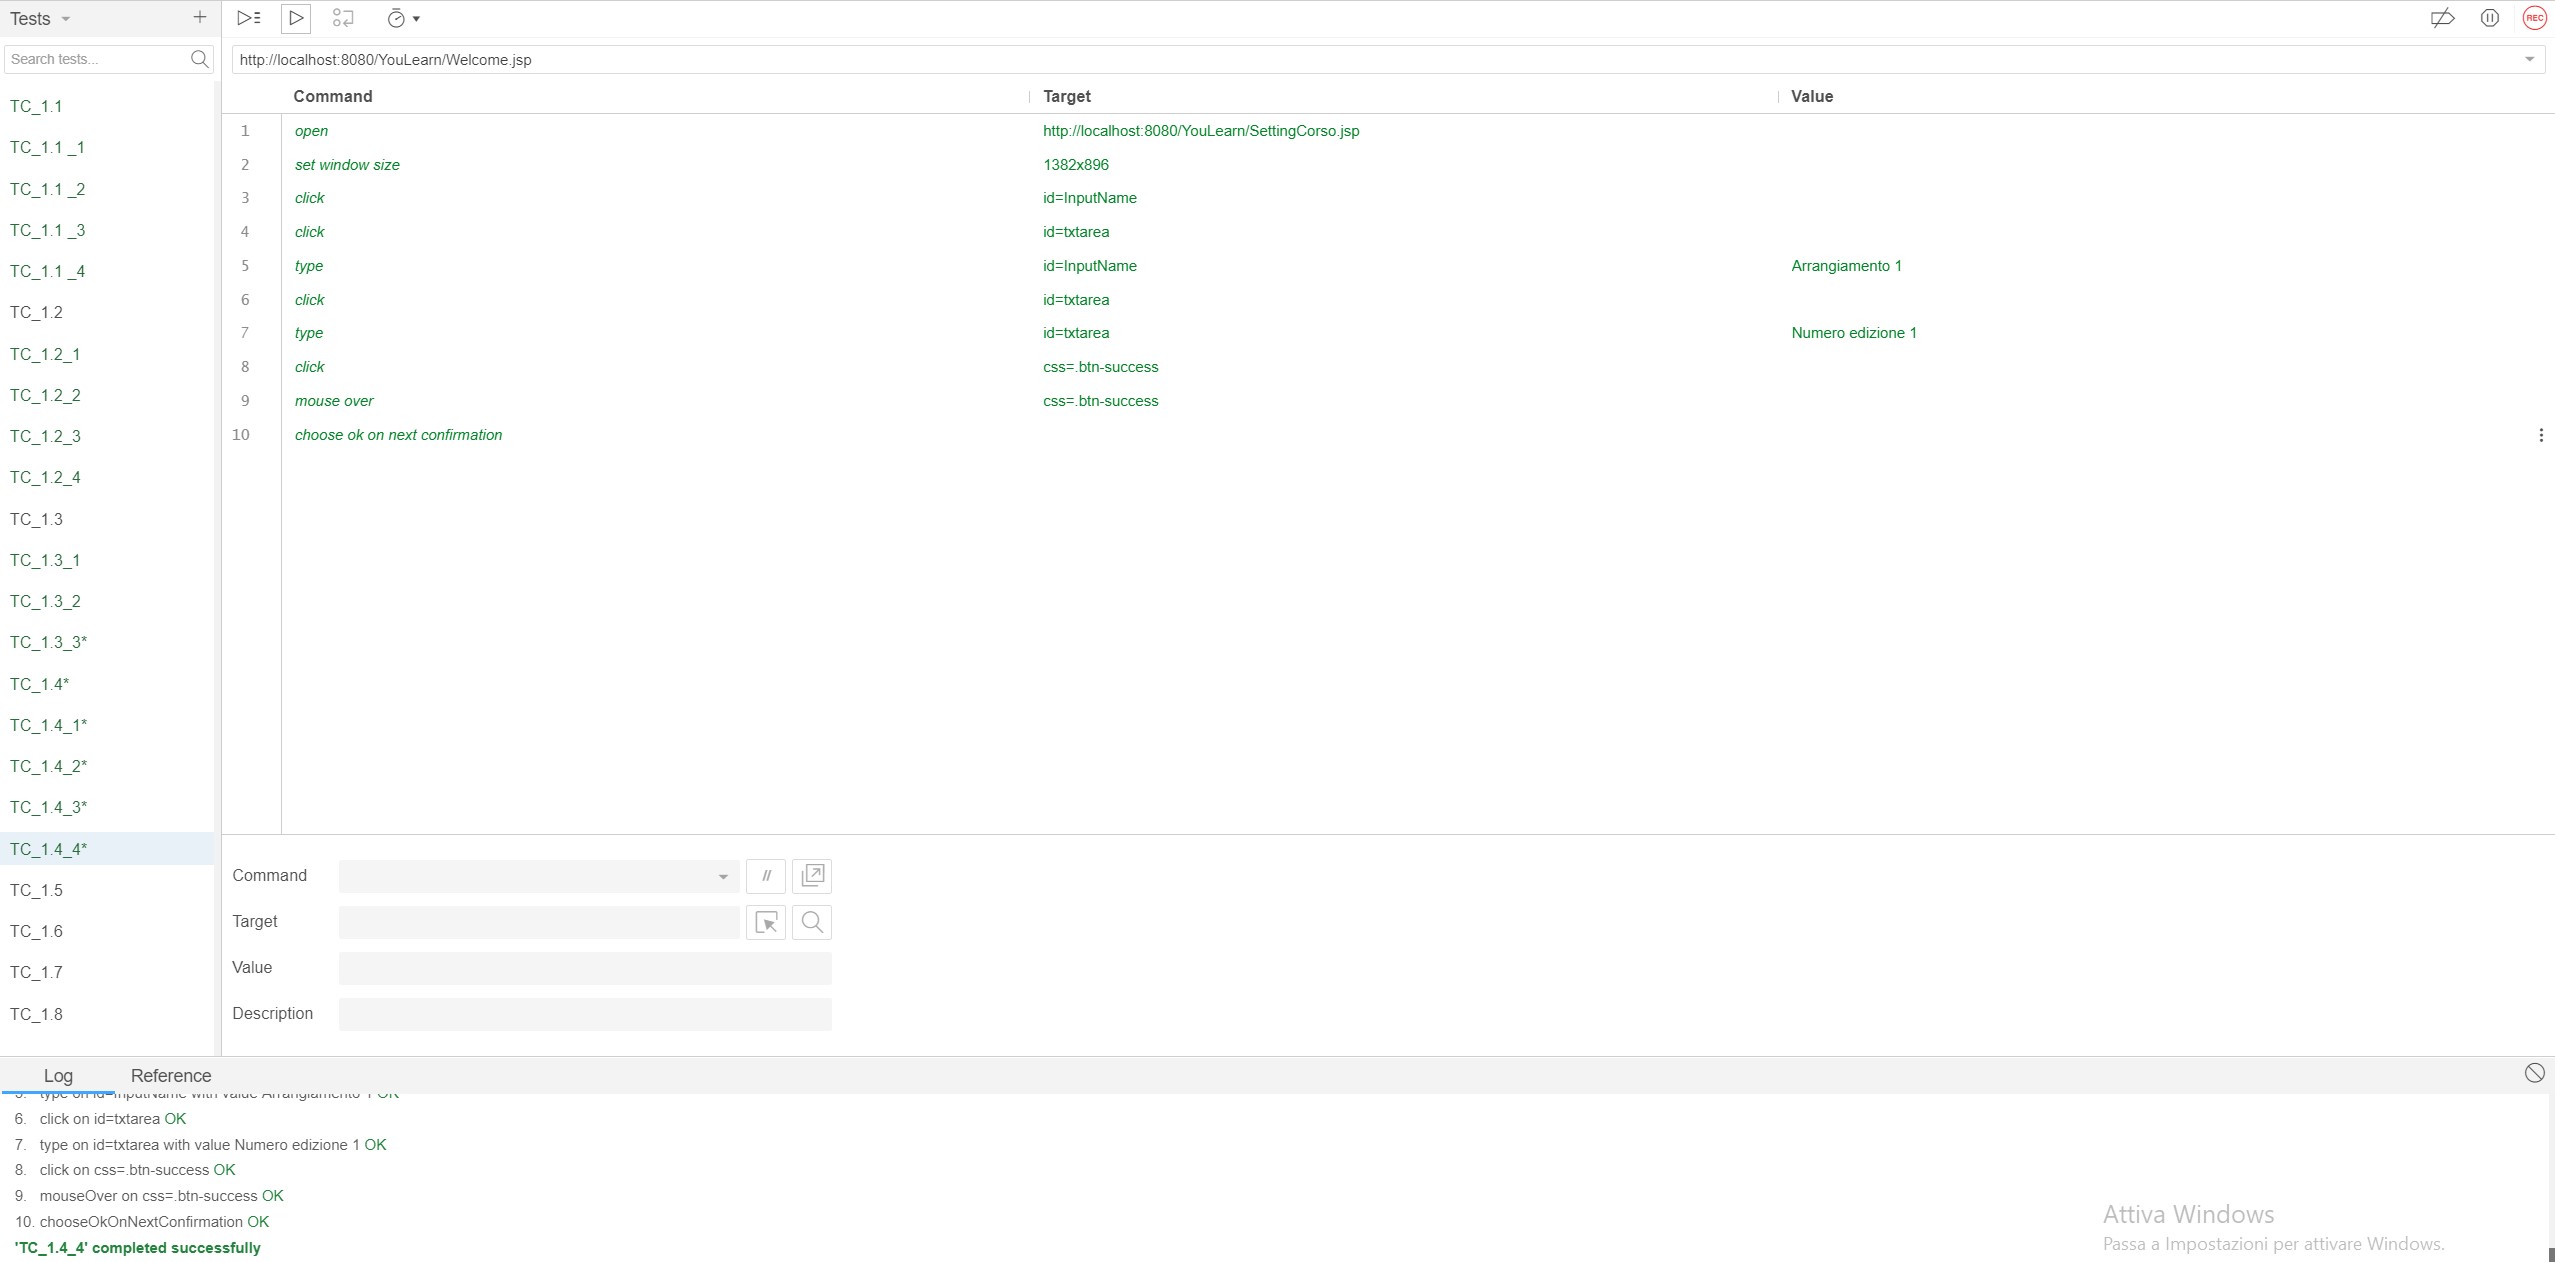 Tests
Search tests...
TC_1.1
TC_1.1 _1
TC_1.1 _2
TC_1.1 _3
TC_1.1 _4
TC_1.2
TC_1.2_1
TC_1.2_2
TC_1.2_3
TC_1.2_4
TC_1.3
TC_1.3_1
TC_1.3_2
TC_1.3_3*
TC_1.4*
TC_1.4_1*
TC_1.4_2*
TC_1.4_3*
TC_1.4_4*
TC_1.5
TC_1.6
TC_1.7
TC_1.8
REC
http://localhost:8080/YouLearn/Welcome.jsp
Command Target Value
1 open http://localhost:8080/YouLearn/SettingCorso.jsp
2 set window size 1382x896
3 click id=InputName
4 click id=txtarea
5 type id=InputName Arrangiamento 1
6 click id=txtarea
7 type id=txtarea Numero edizione 1
8 click css=.btn-success
9 mouse over css=.btn-success
10 choose ok on next confirmation
Command //
Target
Value
Description
Log Reference
5. type on id=InputName with value Arrangiamento 1 OK
6. click on id=txtarea OK
7. type on id=txtarea with value Numero edizione 1 OK
8. click on css=.btn-success OK
9. mouseOver on css=.btn-success OK
10. chooseOkOnNextConfirmation OK
'TC_1.4_4' completed successfully
Attiva Windows
Passa a Impostazioni per attivare Windows.